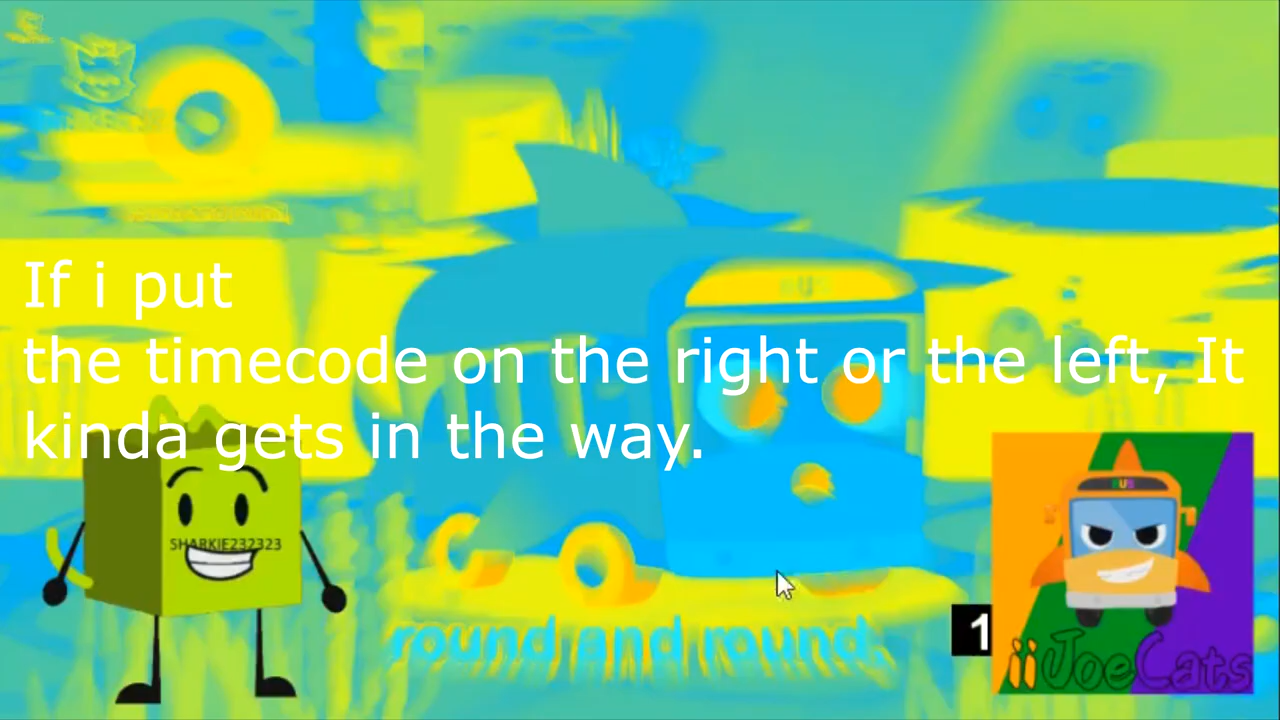 BUS
If i put
the timecode on the right or the left, It
kinda gets in the way.
SHARKIE232323
BUS
round and round,
1
iiJoeCats